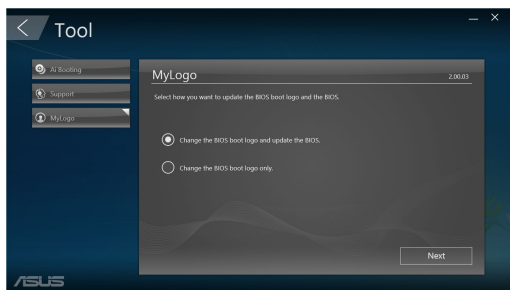 Tool
Ai Booting
Support
MyLogo
MyLogo
2.00.03
Select how you want to update the BIOS boot logo and the BIOS.
Change the BIOS boot logo and update the BIOS.
Change the BIOS boot logo only.
Next
ASUS